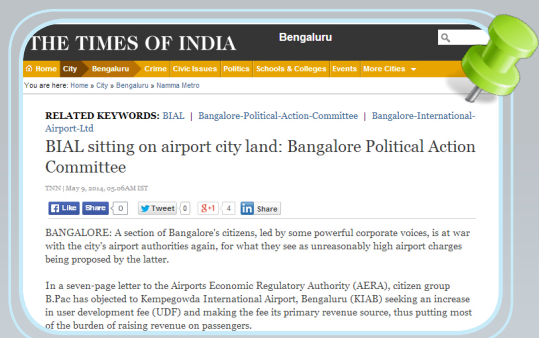 THE TIMES OF INDIA
Bengaluru
Home City Bengaluru Crime Civic Issues Politics Schools & Colleges Events More Cities
You are here: Home » City » Bengaluru » Namma Metro
RELATED KEYWORDS: BIAL | Bangalore-Political-Action-Committee | Bangalore-International-
Airport-Ltd
BIAL sitting on airport city land: Bangalore Political Action
Committee
TNN | May 9, 2014, 05.06AM IST
Like Share 0 Tweet 0 g+1 4 in Share
BANGALORE: A section of Bangalore's citizens, led by some powerful corporate voices, is at war
with the city's airport authorities again, for what they see as unreasonably high airport charges
being proposed by the latter.
In a seven-page letter to the Airports Economic Regulatory Authority (AERA), citizen group
B.Pac has objected to Kempegowda International Airport, Bengaluru (KIAB) seeking an increase
in user development fee (UDF) and making the fee its primary revenue source, thus putting most
of the burden of raising revenue on passengers.